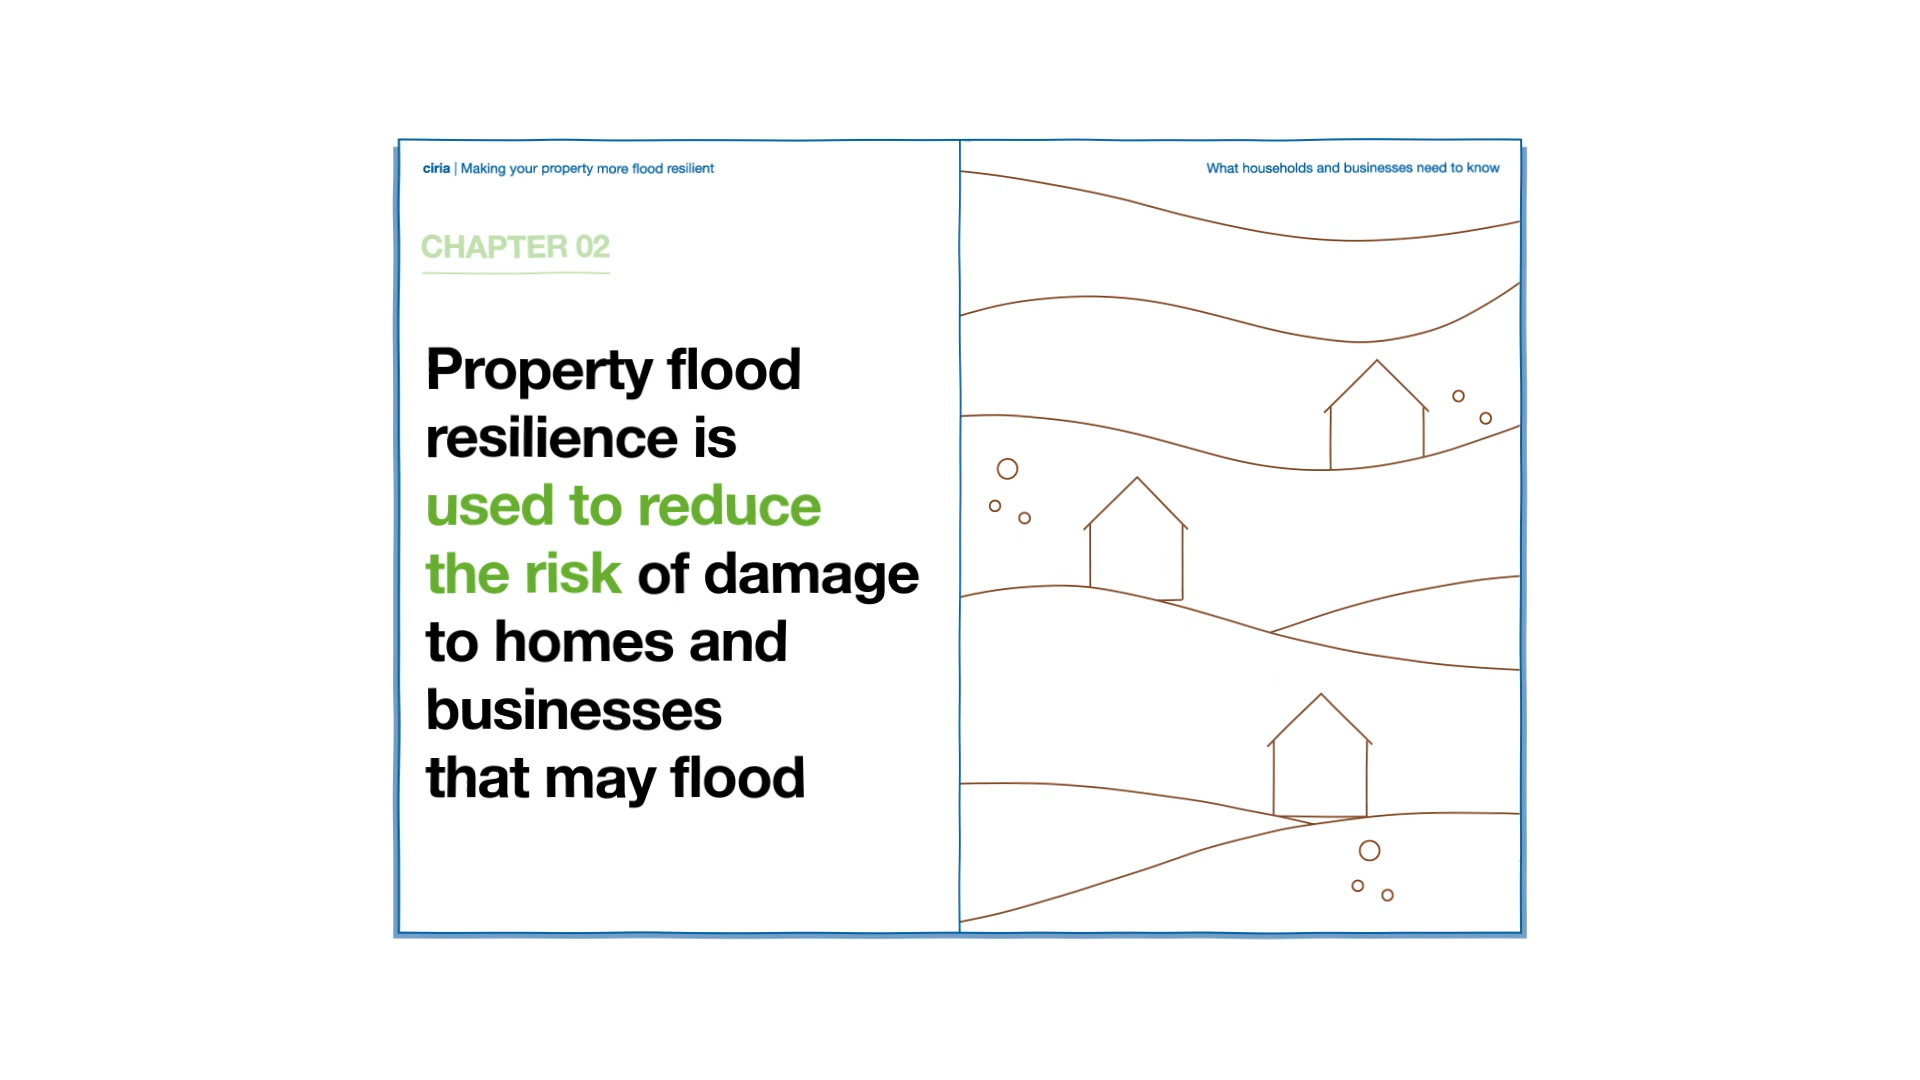 ciria | Making your property more flood resilient
What households and businesses need to know
CHAPTER 02
Property flood
resilience is
used to reduce
the risk of damage
to homes and
businesses
that may flood